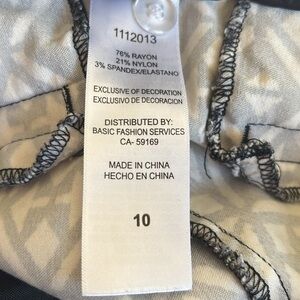 1112013
76% RAYON
21% NYLON
3% SPANDEX/ELASTANO
EXCLUSIVE OF DECORATION
EXCLUSIVO DE DECORACION
DISTRIBUTED BY:
BASIC FASHION SERVICES
CA- 59169
MADE IN CHINA
HECHO EN CHINA
10